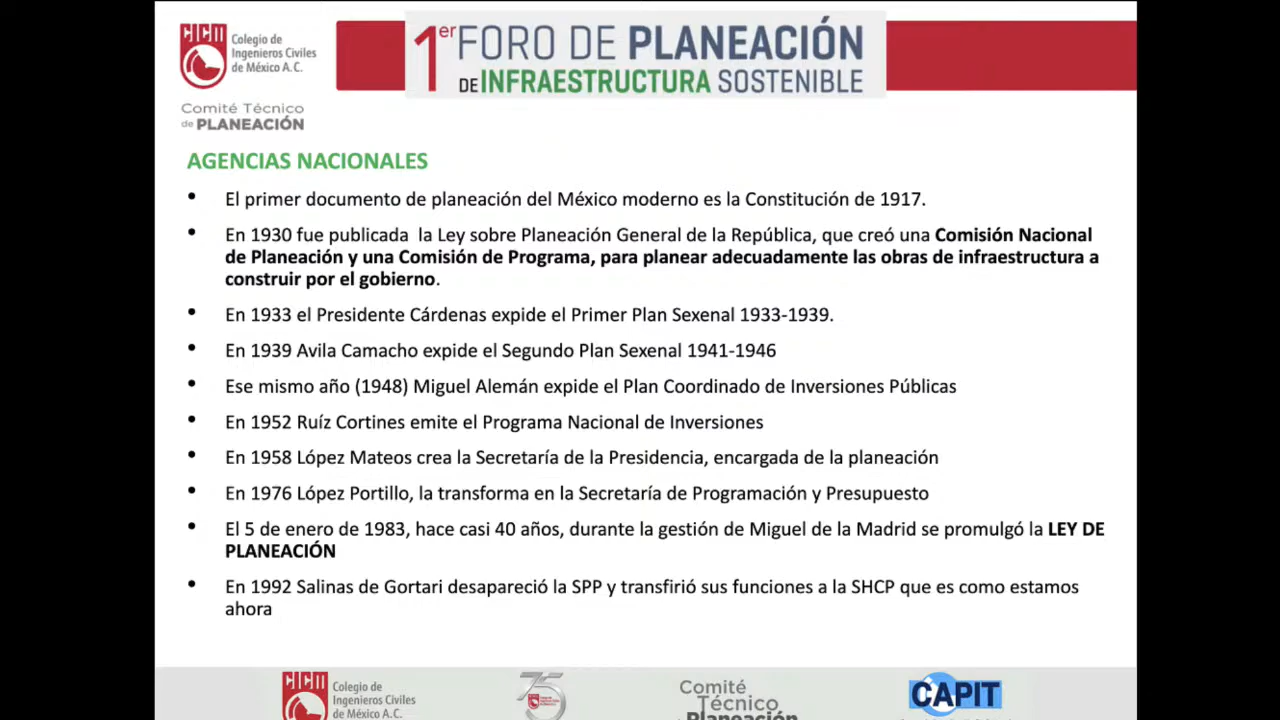 CICM
Colegio de
Ingenieros Civiles
de México A.C.
Comité Técnico
de PLANEACIÓN
1er FORO DE PLANEACIÓN
DE INFRAESTRUCTURA SOSTENIBLE
AGENCIAS NACIONALES
• El primer documento de planeación del México moderno es la Constitución de 1917.
• En 1930 fue publicada  la Ley sobre Planeación General de la República, que creó una Comisión Nacional
de Planeación y una Comisión de Programa, para planear adecuadamente las obras de infraestructura a
construir por el gobierno.
• En 1933 el Presidente Cárdenas expide el Primer Plan Sexenal 1933-1939.
• En 1939 Avila Camacho expide el Segundo Plan Sexenal 1941-1946
• Ese mismo año (1948) Miguel Alemán expide el Plan Coordinado de Inversiones Públicas
• En 1952 Ruíz Cortines emite el Programa Nacional de Inversiones
• En 1958 López Mateos crea la Secretaría de la Presidencia, encargada de la planeación
• En 1976 López Portillo, la transforma en la Secretaría de Programación y Presupuesto
• El 5 de enero de 1983, hace casi 40 años, durante la gestión de Miguel de la Madrid se promulgó la LEY DE
PLANEACIÓN
• En 1992 Salinas de Gortari desapareció la SPP y transfirió sus funciones a la SHCP que es como estamos
ahora
CICM
Colegio de
Ingenieros Civiles
de México A.C.
75
Comité
Técnico
de Planeación
CAPIT